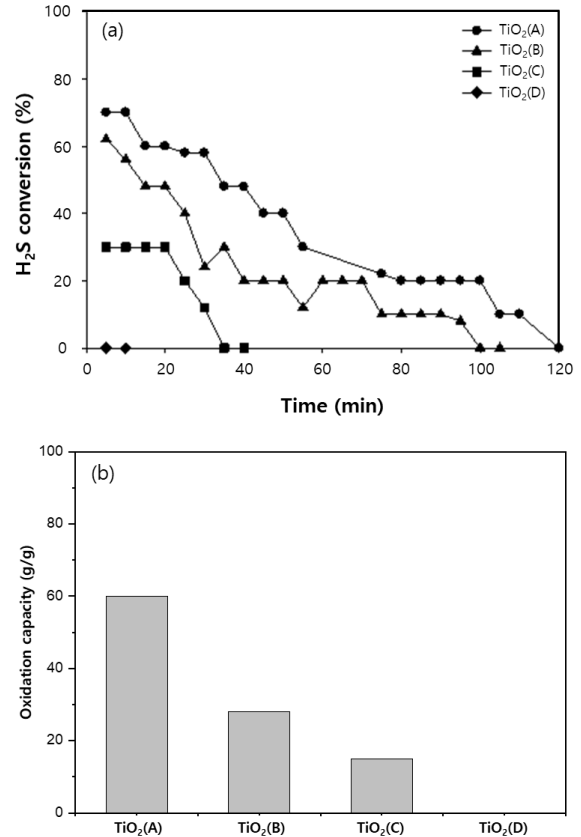 (a)
TiO₂(A)
TiO₂(B)
TiO₂(C)
TiO₂(D)
H₂S conversion (%)
100
80
60
40
20
0
0 20 40 60 80 100 120
Time (min)
(b)
Oxidation capacity (g/g)
100
80
60
40
20
0
TiO₂(A) TiO₂(B) TiO₂(C) TiO₂(D)